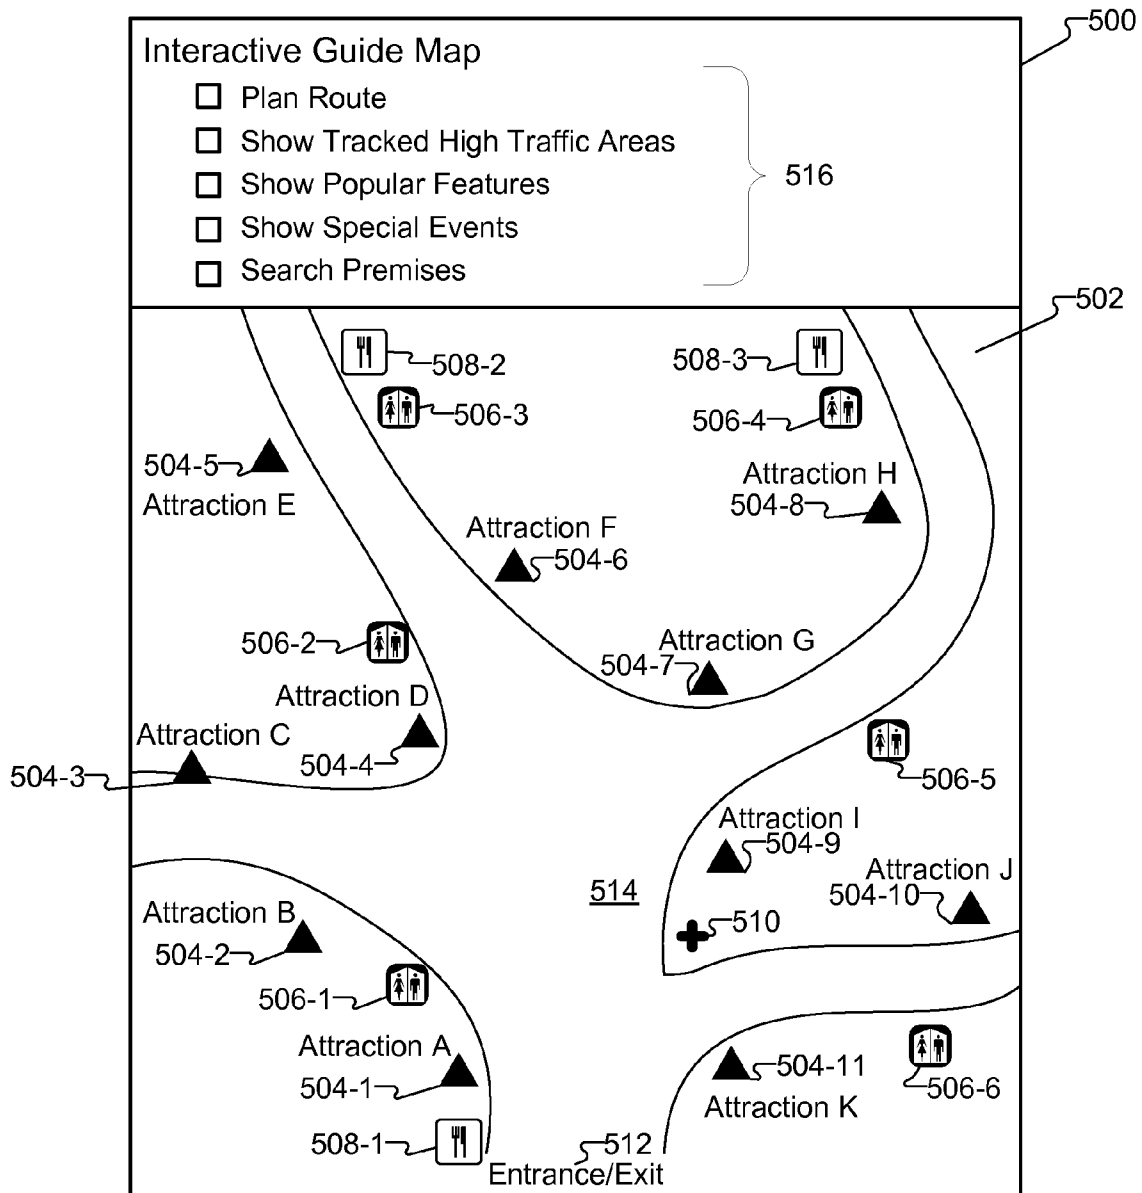 500
Interactive Guide Map
Plan Route
Show Tracked High Traffic Areas
Show Popular Features
516
Show Special Events
Search Premises
502
508-2
508-3
506-3
506-4
504-5
Attraction E
Attraction H
504-8
Attraction F
504-6
506-2
Attraction G
504-7
Attraction D
504-4
Attraction C
504-3
506-5
Attraction I
504-9
Attraction J
504-10
514
510
Attraction B
504-2
506-1
Attraction A
504-1
504-11
Attraction K
506-6
508-1
512
Entrance/Exit